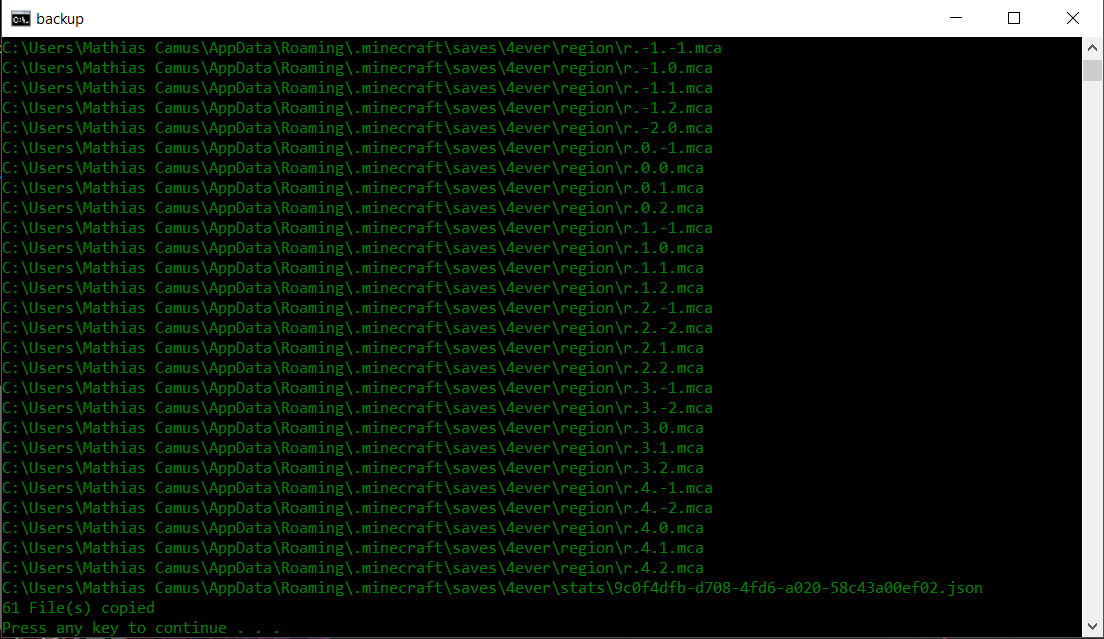 backup
C:\Users\Mathias Camus\AppData\Roaming\.minecraft\saves\4ever\region\r.-1.-1.mca
C:\Users\Mathias Camus\AppData\Roaming\.minecraft\saves\4ever\region\r.-1.0.mca
C:\Users\Mathias Camus\AppData\Roaming\.minecraft\saves\4ever\region\r.-1.1.mca
C:\Users\Mathias Camus\AppData\Roaming\.minecraft\saves\4ever\region\r.-1.2.mca
C:\Users\Mathias Camus\AppData\Roaming\.minecraft\saves\4ever\region\r.-2.0.mca
C:\Users\Mathias Camus\AppData\Roaming\.minecraft\saves\4ever\region\r.0.-1.mca
C:\Users\Mathias Camus\AppData\Roaming\.minecraft\saves\4ever\region\r.0.0.mca
C:\Users\Mathias Camus\AppData\Roaming\.minecraft\saves\4ever\region\r.0.1.mca
C:\Users\Mathias Camus\AppData\Roaming\.minecraft\saves\4ever\region\r.0.2.mca
C:\Users\Mathias Camus\AppData\Roaming\.minecraft\saves\4ever\region\r.1.-1.mca
C:\Users\Mathias Camus\AppData\Roaming\.minecraft\saves\4ever\region\r.1.0.mca
C:\Users\Mathias Camus\AppData\Roaming\.minecraft\saves\4ever\region\r.1.1.mca
C:\Users\Mathias Camus\AppData\Roaming\.minecraft\saves\4ever\region\r.1.2.mca
C:\Users\Mathias Camus\AppData\Roaming\.minecraft\saves\4ever\region\r.2.-1.mca
C:\Users\Mathias Camus\AppData\Roaming\.minecraft\saves\4ever\region\r.2.-2.mca
C:\Users\Mathias Camus\AppData\Roaming\.minecraft\saves\4ever\region\r.2.1.mca
C:\Users\Mathias Camus\AppData\Roaming\.minecraft\saves\4ever\region\r.2.2.mca
C:\Users\Mathias Camus\AppData\Roaming\.minecraft\saves\4ever\region\r.3.-1.mca
C:\Users\Mathias Camus\AppData\Roaming\.minecraft\saves\4ever\region\r.3.-2.mca
C:\Users\Mathias Camus\AppData\Roaming\.minecraft\saves\4ever\region\r.3.0.mca
C:\Users\Mathias Camus\AppData\Roaming\.minecraft\saves\4ever\region\r.3.1.mca
C:\Users\Mathias Camus\AppData\Roaming\.minecraft\saves\4ever\region\r.3.2.mca
C:\Users\Mathias Camus\AppData\Roaming\.minecraft\saves\4ever\region\r.4.-1.mca
C:\Users\Mathias Camus\AppData\Roaming\.minecraft\saves\4ever\region\r.4.-2.mca
C:\Users\Mathias Camus\AppData\Roaming\.minecraft\saves\4ever\region\r.4.0.mca
C:\Users\Mathias Camus\AppData\Roaming\.minecraft\saves\4ever\region\r.4.1.mca
C:\Users\Mathias Camus\AppData\Roaming\.minecraft\saves\4ever\region\r.4.2.mca
C:\Users\Mathias Camus\AppData\Roaming\.minecraft\saves\4ever\stats\9c0f4dfb-d708-4fd6-a020-58c43a00ef02.json
61 File(s) copied
Press any key to continue . . .